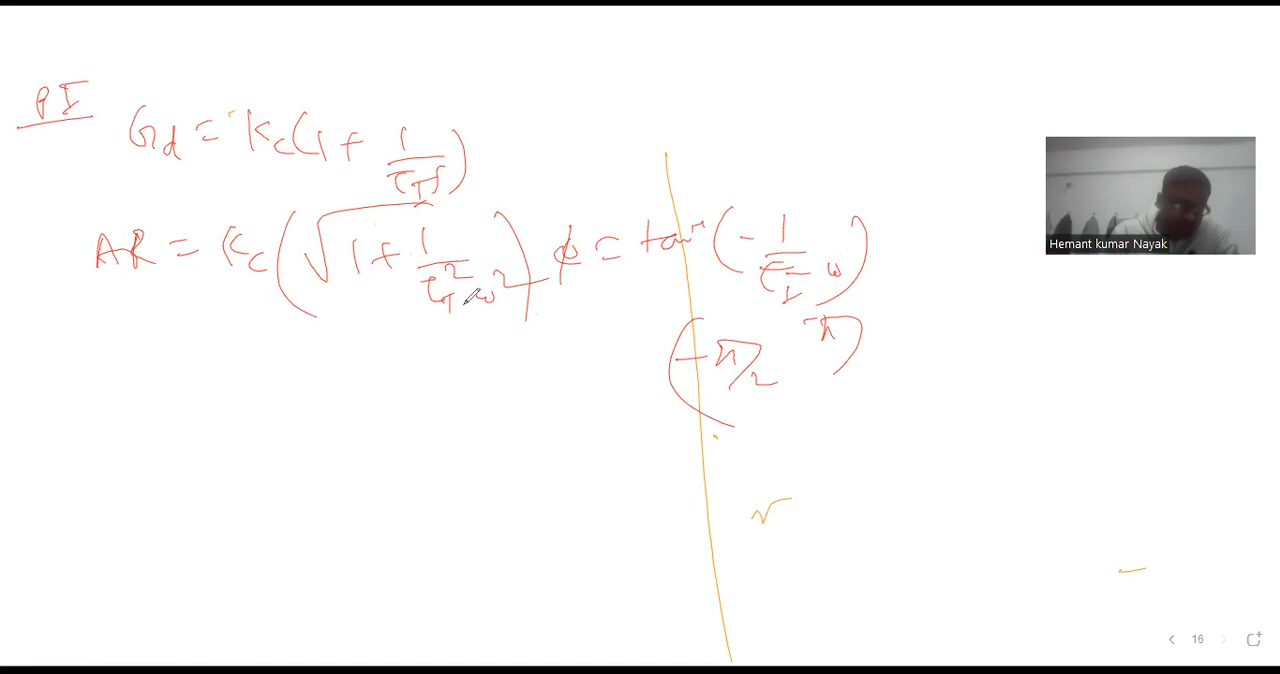 PI
Gd = Kc(1 + 1/τIs)
AR = Kc(√1 + 1/τI²ω²) φ = tan⁻¹(-1/τIω)
(-π/2 -π)
Hemant kumar Nayak
16